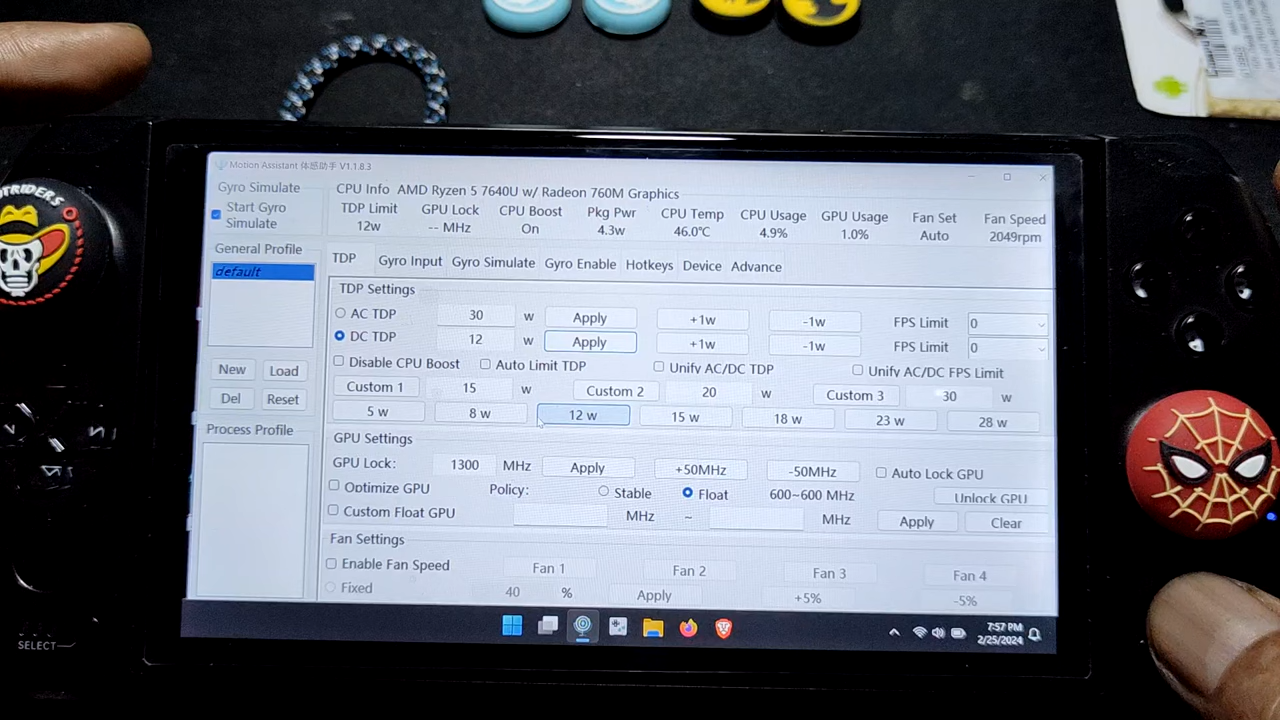 Motion Assistant 体感助手 V1.1.8.3
Gyro Simulate
Start Gyro
Simulate
General Profile
default
New Load
Del Reset
Process Profile
CPU Info AMD Ryzen 5 7640U w/ Radeon 760M Graphics
TDP Limit GPU Lock CPU Boost Pkg Pwr CPU Temp CPU Usage GPU Usage Fan Set Fan Speed
12w -- MHz On 4.3w 46.0℃ 4.9% 1.0% Auto 2049rpm
TDP Gyro Input Gyro Simulate Gyro Enable Hotkeys Device Advance
TDP Settings
AC TDP 30 w Apply +1w -1w FPS Limit 0
DC TDP 12 w Apply +1w -1w FPS Limit 0
Disable CPU Boost Auto Limit TDP Unify AC/DC TDP Unify AC/DC FPS Limit
Custom 1 15 w Custom 2 20 w Custom 3 30 w
5 w 8 w 12 w 15 w 18 w 23 w 28 w
GPU Settings
GPU Lock: 1300 MHz Apply +50MHz -50MHz Auto Lock GPU
Optimize GPU Policy: Stable Float 600~600 MHz Unlock GPU
Custom Float GPU MHz ~ MHz Apply Clear
Fan Settings
Enable Fan Speed Fan 1 Fan 2 Fan 3 Fan 4
Fixed 40 % Apply +5% -5%
7:57 PM
2/25/2024
SELECT